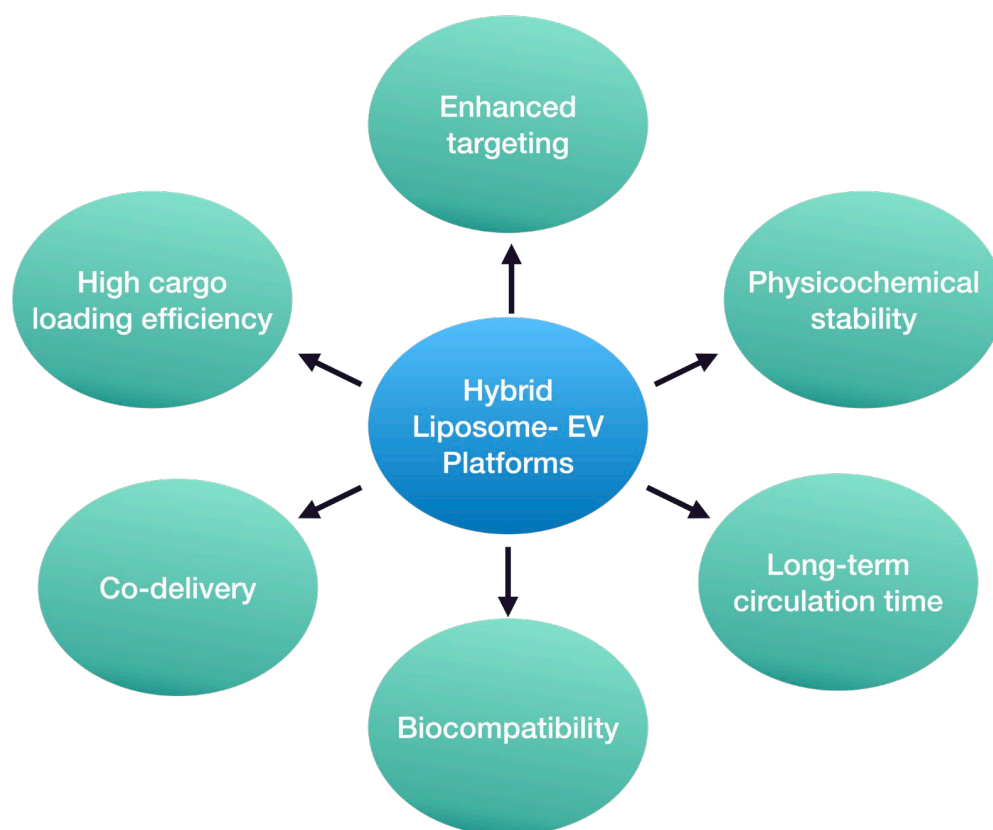 Enhanced
targeting
High cargo
loading efficiency
Physicochemical
stability
Hybrid
Liposome- EV
Platforms
Co-delivery
Long-term
circulation time
Biocompatibility